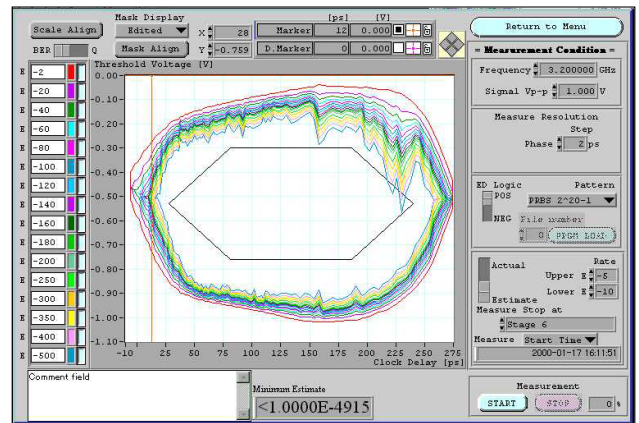 Scale Align
Mask Display
Edited
X 28
[ps] [V]
Marker 12 0.000
Return to Menu
BER Q
Mask Align
Y -0.759
D.Marker 0 0.000
= Measurement Condition =
Threshold Voltage [V]
Frequency 3.200000 GHz
Signal Vp-p 1.000 V
Measure Resolution
Step
Phase 2 ps
ED Logic Pattern
POS
PRBS 2^20-1
NEG File number
0 PRGM LOAD
Actual Rate
Upper E -5
Lower E -10
Estimate
Measure Stop at
Stage 6
Measure Start Time
2000-01-17 16:11:51
E -2
E -20
E -40
E -60
E -80
E -100
E -120
E -140
E -160
E -180
E -200
E -250
E -300
E -350
E -400
E -500
0.00
-0.10
-0.20
-0.30
-0.40
-0.50
-0.60
-0.70
-0.80
-0.90
-1.00
-1.10
-10 25 50 75 100 125 150 175 200 225 250 275
Clock Delay [ps]
Comment field
Minimum Estimate
<1.0000E-4915
Measurement
START STOP 0 %